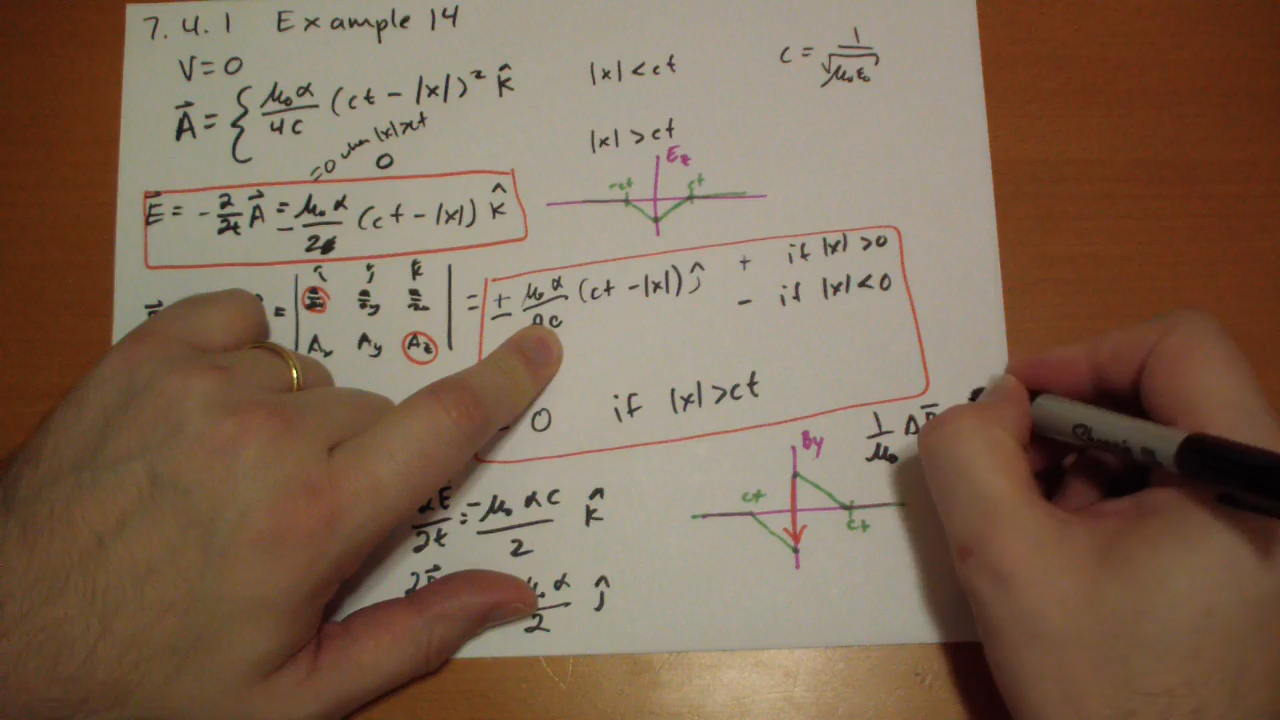 7.4.1 Example 14
V=0
A⃗ = { μ₀α/4c (ct - |x|)² k̂ |x| < ct
0 |x| > ct
c = 1/√μ₀ε₀
=0 when |x|>ct
E⃗ = - ∂/∂t A⃗ = - μ₀α/2 (ct - |x|) k̂
E_z
-ct ct
î ĵ k̂
= | ∂/∂x ∂/∂y ∂/∂z | = ± μ₀α/2c (ct - |x|) ĵ + if |x| > 0
- if |x| < 0
Ax Ay Az
0 if |x|>ct
By
ct ct
1/μ₀ Δ
∂E/∂t = - μ₀αc/2 k̂
α/2 ĵ